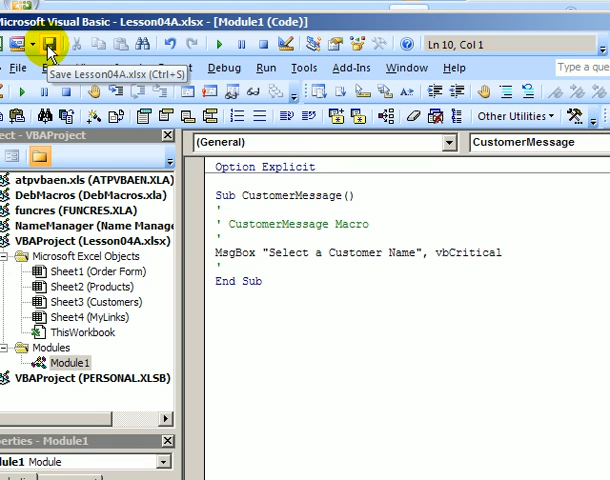 Microsoft Visual Basic - Lesson04A.xlsx - [Module1 (Code)]
Ln 10, Col 1
Save Lesson04A.xlsx (Ctrl+S)
File Debug Run Tools Add-Ins Window Help Type a que
Other Utilities
ect - VBAProject
(General) CustomerMessage
atpvbaen.xls (ATPVBAEN.XLA)
DebMacros (DebMacros.XLA)
funcres (FUNCRES.XLA)
NameManager (Name Manage
VBAProject (Lesson04A.xlsx)
Microsoft Excel Objects
Sheet1 (Order Form)
Sheet2 (Products)
Sheet3 (Customers)
Sheet4 (MyLinks)
ThisWorkbook
Modules
Module1
VBAProject (PERSONAL.XLSB)
Option Explicit
Sub CustomerMessage()
'
' CustomerMessage Macro
'
MsgBox "Select a Customer Name", vbCritical
'
End Sub
erties - Module1
dule1 Module